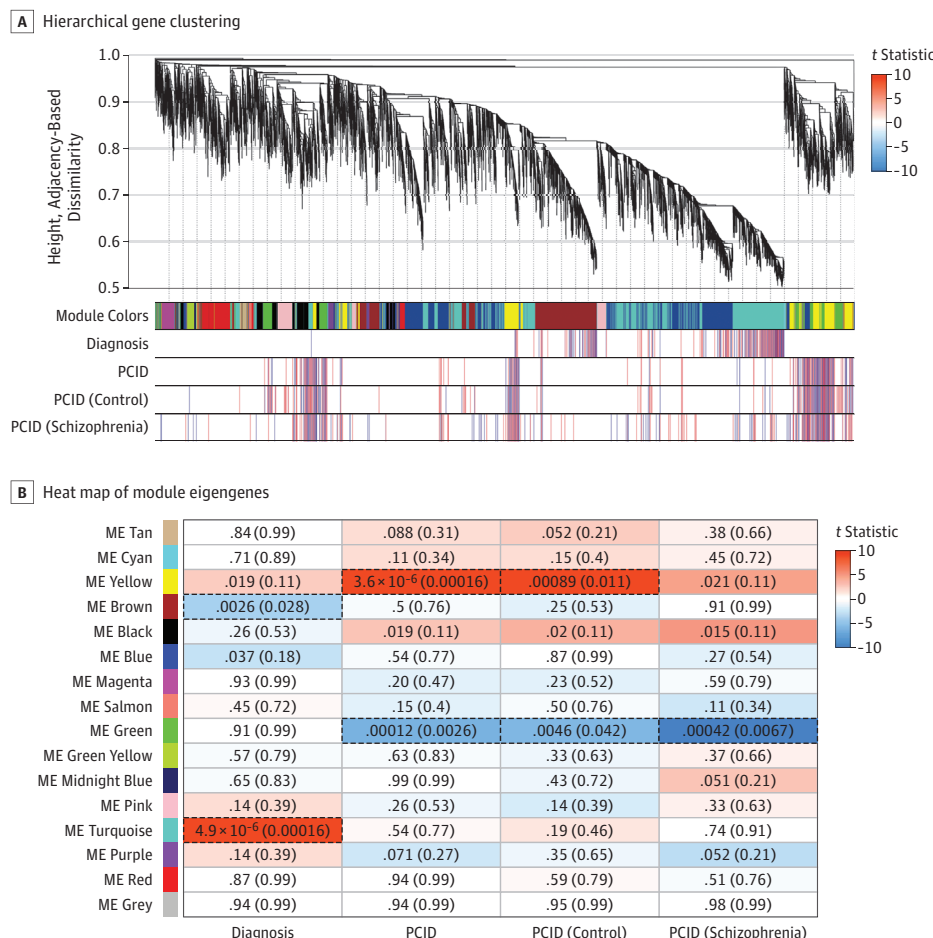 A Hierarchical gene clustering
t Statistic
1.0
0.9
0.8
0.7
0.6
0.5
Height, Adjacency-Based
Dissimilarity
10
5
0
-5
-10
Module Colors
Diagnosis
PCID
PCID (Control)
PCID (Schizophrenia)
B Heat map of module eigengenes
t Statistic
10
5
0
-5
-10
ME Tan .84 (0.99) .088 (0.31) .052 (0.21) .38 (0.66)
ME Cyan .71 (0.89) .11 (0.34) .15 (0.4) .45 (0.72)
ME Yellow .019 (0.11) 3.6×10⁻⁶ (0.00016) .00089 (0.011) .021 (0.11)
ME Brown .0026 (0.028) .5 (0.76) .25 (0.53) .91 (0.99)
ME Black .26 (0.53) .019 (0.11) .02 (0.11) .015 (0.11)
ME Blue .037 (0.18) .54 (0.77) .87 (0.99) .27 (0.54)
ME Magenta .93 (0.99) .20 (0.47) .23 (0.52) .59 (0.79)
ME Salmon .45 (0.72) .15 (0.4) .50 (0.76) .11 (0.34)
ME Green .91 (0.99) .00012 (0.0026) .0046 (0.042) .00042 (0.0067)
ME Green Yellow .57 (0.79) .63 (0.83) .33 (0.63) .37 (0.66)
ME Midnight Blue .65 (0.83) .99 (0.99) .43 (0.72) .051 (0.21)
ME Pink .14 (0.39) .26 (0.53) .14 (0.39) .33 (0.63)
ME Turquoise 4.9×10⁻⁶ (0.00016) .54 (0.77) .19 (0.46) .74 (0.91)
ME Purple .14 (0.39) .071 (0.27) .35 (0.65) .052 (0.21)
ME Red .87 (0.99) .94 (0.99) .59 (0.79) .51 (0.76)
ME Grey .94 (0.99) .94 (0.99) .95 (0.99) .98 (0.99)
Diagnosis PCID PCID (Control) PCID (Schizophrenia)